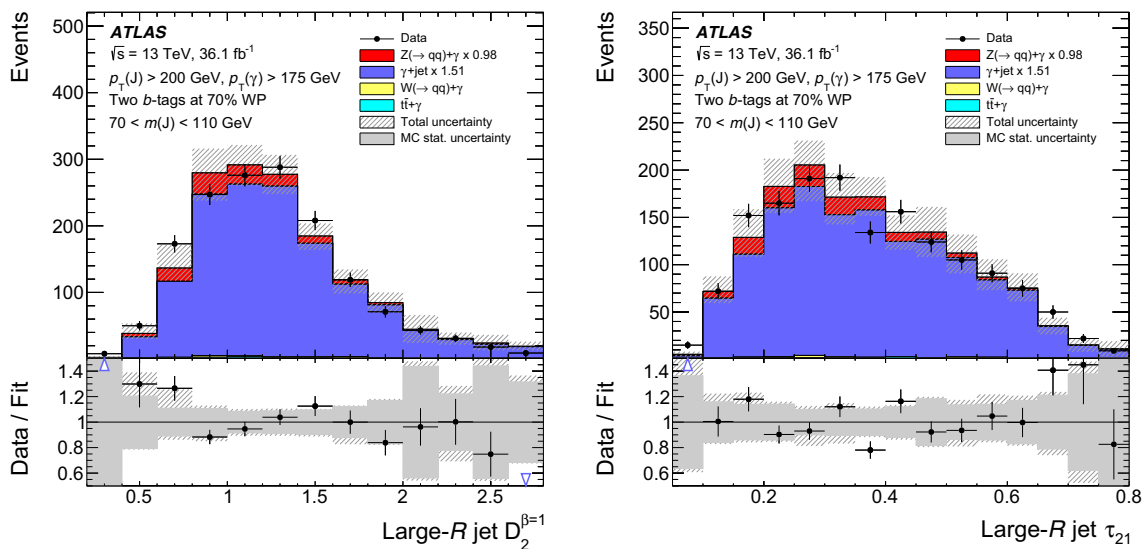 Events
500
400
300
200
100
ATLAS
√s = 13 TeV, 36.1 fb-1
pT(J) > 200 GeV, pT(γ) > 175 GeV
Two b-tags at 70% WP
70 < m(J) < 110 GeV
Data
Z(→ qq)+γ x 0.98
γ+jet x 1.51
W(→ qq)+γ
tt̄+γ
Total uncertainty
MC stat. uncertainty
Data / Fit
1.4
1.2
1
0.8
0.6
0.5 1 1.5 2 2.5
Large-R jet D2β=1
Events
350
300
250
200
150
100
50
ATLAS
√s = 13 TeV, 36.1 fb-1
pT(J) > 200 GeV, pT(γ) > 175 GeV
Two b-tags at 70% WP
70 < m(J) < 110 GeV
Data
Z(→ qq)+γ x 0.98
γ+jet x 1.51
W(→ qq)+γ
tt̄+γ
Total uncertainty
MC stat. uncertainty
Data / Fit
1.4
1.2
1
0.8
0.6
0.2 0.4 0.6 0.8
Large-R jet τ21